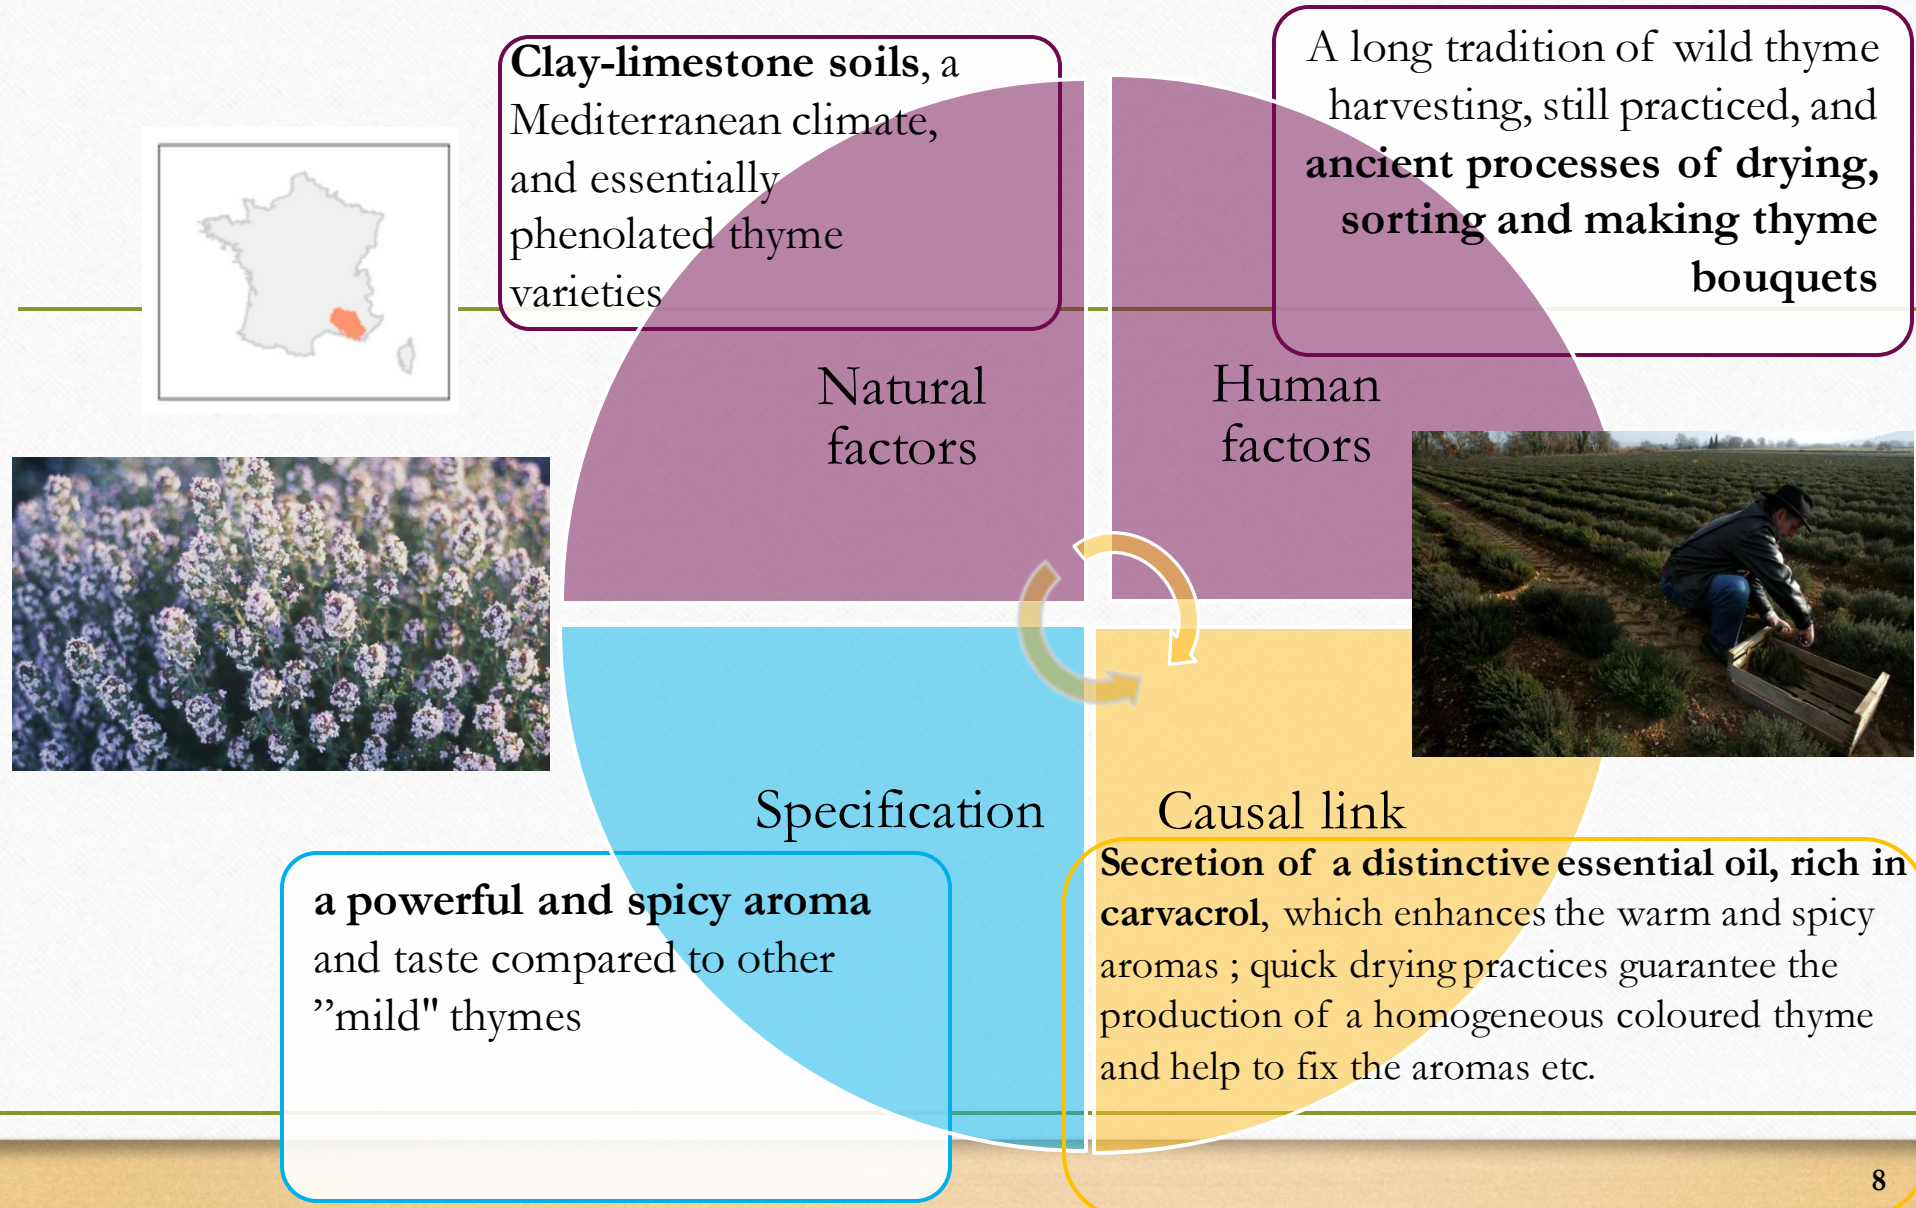 Clay-limestone soils, a
Mediterranean climate,
and essentially
phenolated thyme
varieties
A long tradition of wild thyme
harvesting, still practiced, and
ancient processes of drying,
sorting and making thyme
bouquets
Natural
factors
Human
factors
Specification
Causal link
a powerful and spicy aroma
and taste compared to other
”mild" thymes
Secretion of a distinctive essential oil, rich in
carvacrol, which enhances the warm and spicy
aromas ; quick drying practices guarantee the
production of a homogeneous coloured thyme
and help to fix the aromas etc.
8